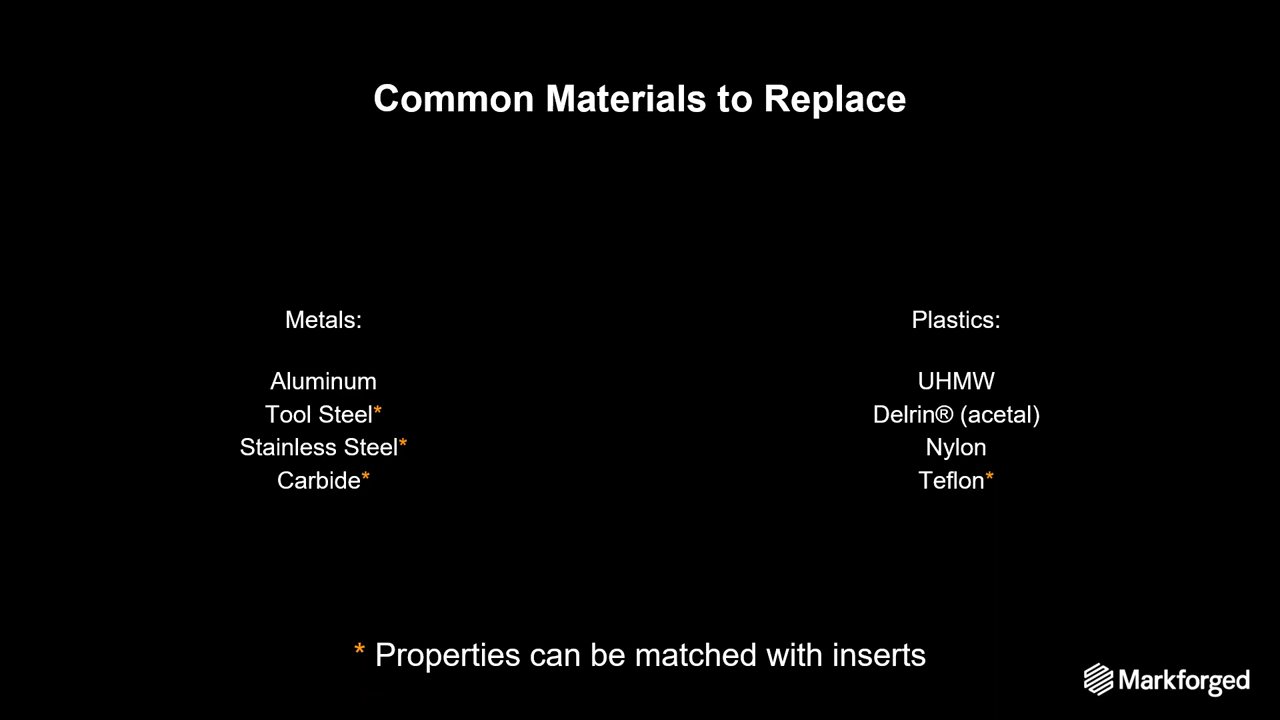 Common Materials to Replace
Metals:
Aluminum
Tool Steel*
Stainless Steel*
Carbide*
Plastics:
UHMW
Delrin® (acetal)
Nylon
Teflon*
* Properties can be matched with inserts
Markforged